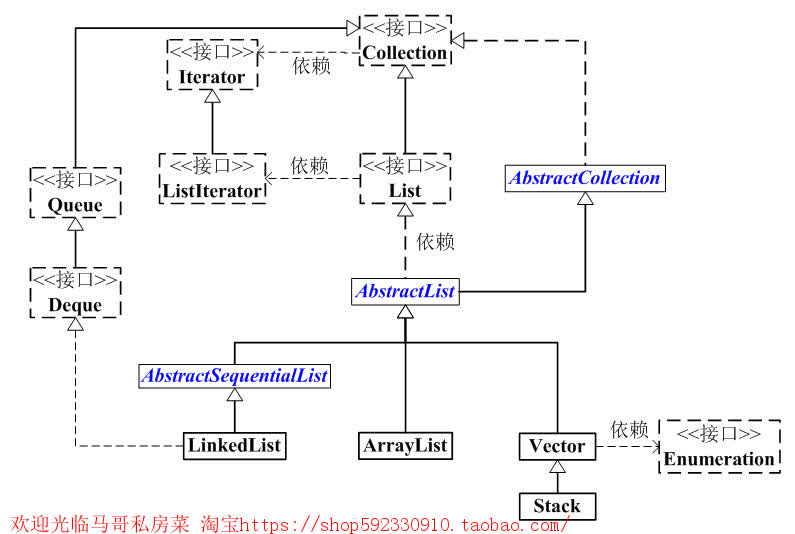 <<接口>>
Collection
<<接口>>
Iterator
依赖
<<接口>>
ListIterator
依赖
<<接口>>
List
<<接口>>
Queue
AbstractCollection
依赖
<<接口>>
Deque
AbstractList
AbstractSequentialList
LinkedList
ArrayList
Vector
依赖
<<接口>>
Enumeration
Stack
欢迎光临马哥私房菜 淘宝https://shop592330910.taobao.com/